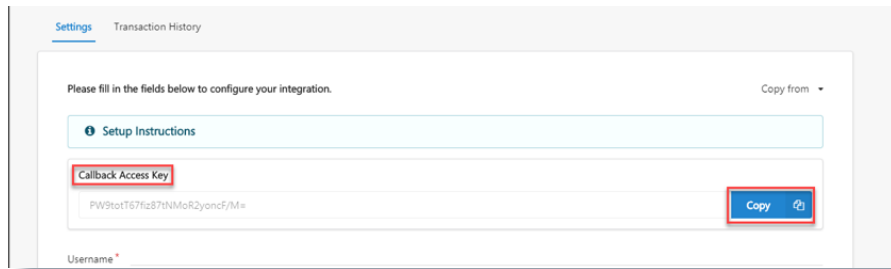 Settings Transaction History
Please fill in the fields below to configure your integration. Copy from
Setup Instructions
Callback Access Key
PW9totT67fiz87tNMoR2yoncF/M= Copy
Username *